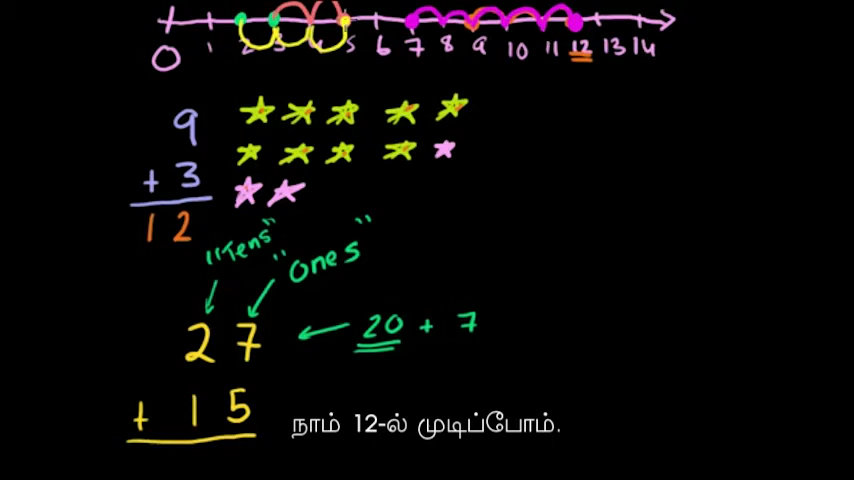 0 1 2 3 4 5 6 7 8 9 10 11 12 13 14
9
+ 3
12
"Tens"
"ones"
27 20 + 7
+ 15
நாம் 12-ல் முடிப்போம்.